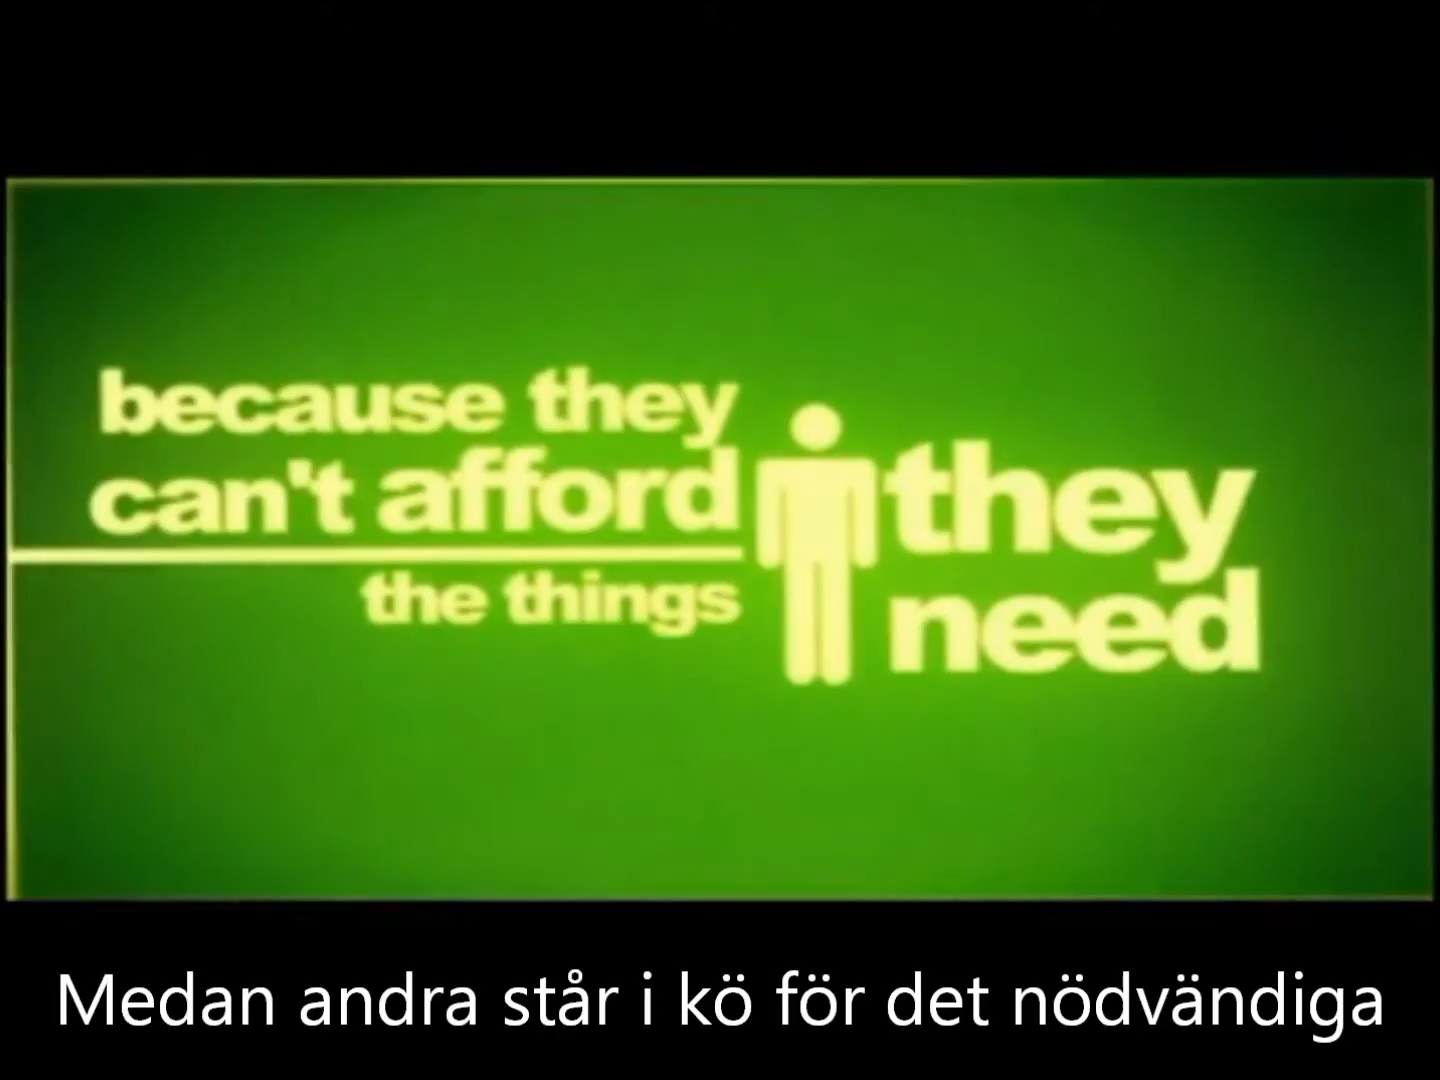 because they
can't afford
the things
they
need
Medan andra står i kö för det nödvändiga